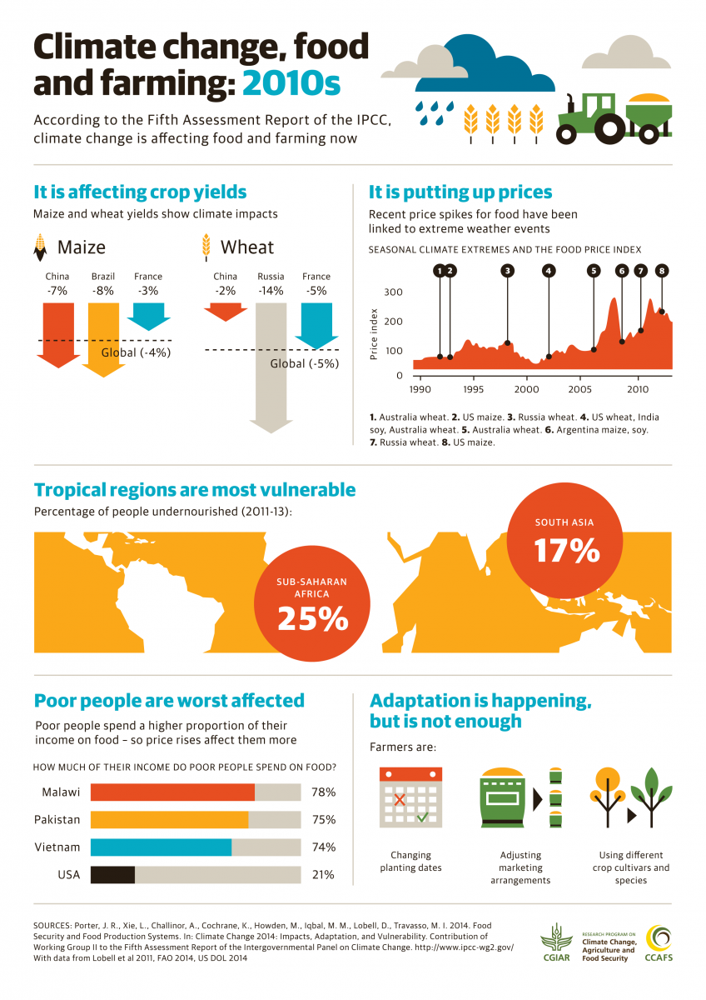 Climate change, food
and farming: 2010s
According to the Fifth Assessment Report of the IPCC,
climate change is affecting food and farming now
It is affecting crop yields
Maize and wheat yields show climate impacts
Maize
China
-7%
Brazil
-8%
France
-3%
Global (-4%)
Wheat
China
-2%
Russia
-14%
France
-5%
Global (-5%)
It is putting up prices
Recent price spikes for food have been
linked to extreme weather events
SEASONAL CLIMATE EXTREMES AND THE FOOD PRICE INDEX
1 2 3 4 5 6 7 8
Price index
300
200
100
0
1990 1995 2000 2005 2010
1. Australia wheat. 2. US maize. 3. Russia wheat. 4. US wheat, India
soy, Australia wheat. 5. Australia wheat. 6. Argentina maize, soy.
7. Russia wheat. 8. US maize.
Tropical regions are most vulnerable
Percentage of people undernourished (2011-13):
SUB-SAHARAN
AFRICA
25%
SOUTH ASIA
17%
Poor people are worst affected
Poor people spend a higher proportion of their
income on food – so price rises affect them more
HOW MUCH OF THEIR INCOME DO POOR PEOPLE SPEND ON FOOD?
Malawi 78%
Pakistan 75%
Vietnam 74%
USA 21%
Adaptation is happening,
but is not enough
Farmers are:
Changing
planting dates
Adjusting
marketing
arrangements
Using different
crop cultivars and
species
SOURCES: Porter, J. R., Xie, L., Challinor, A., Cochrane, K., Howden, M., Iqbal, M. M., Lobell, D., Travasso, M. I. 2014. Food
Security and Food Production Systems. In: Climate Change 2014: Impacts, Adaptation, and Vulnerability. Contribution of
Working Group II to the Fifth Assessment Report of the Intergovernmental Panel on Climate Change. http://www.ipcc-wg2.gov/
With data from Lobell et al 2011, FAO 2014, US DOL 2014
CGIAR
RESEARCH PROGRAM ON
Climate Change,
Agriculture and
Food Security
CCAFS